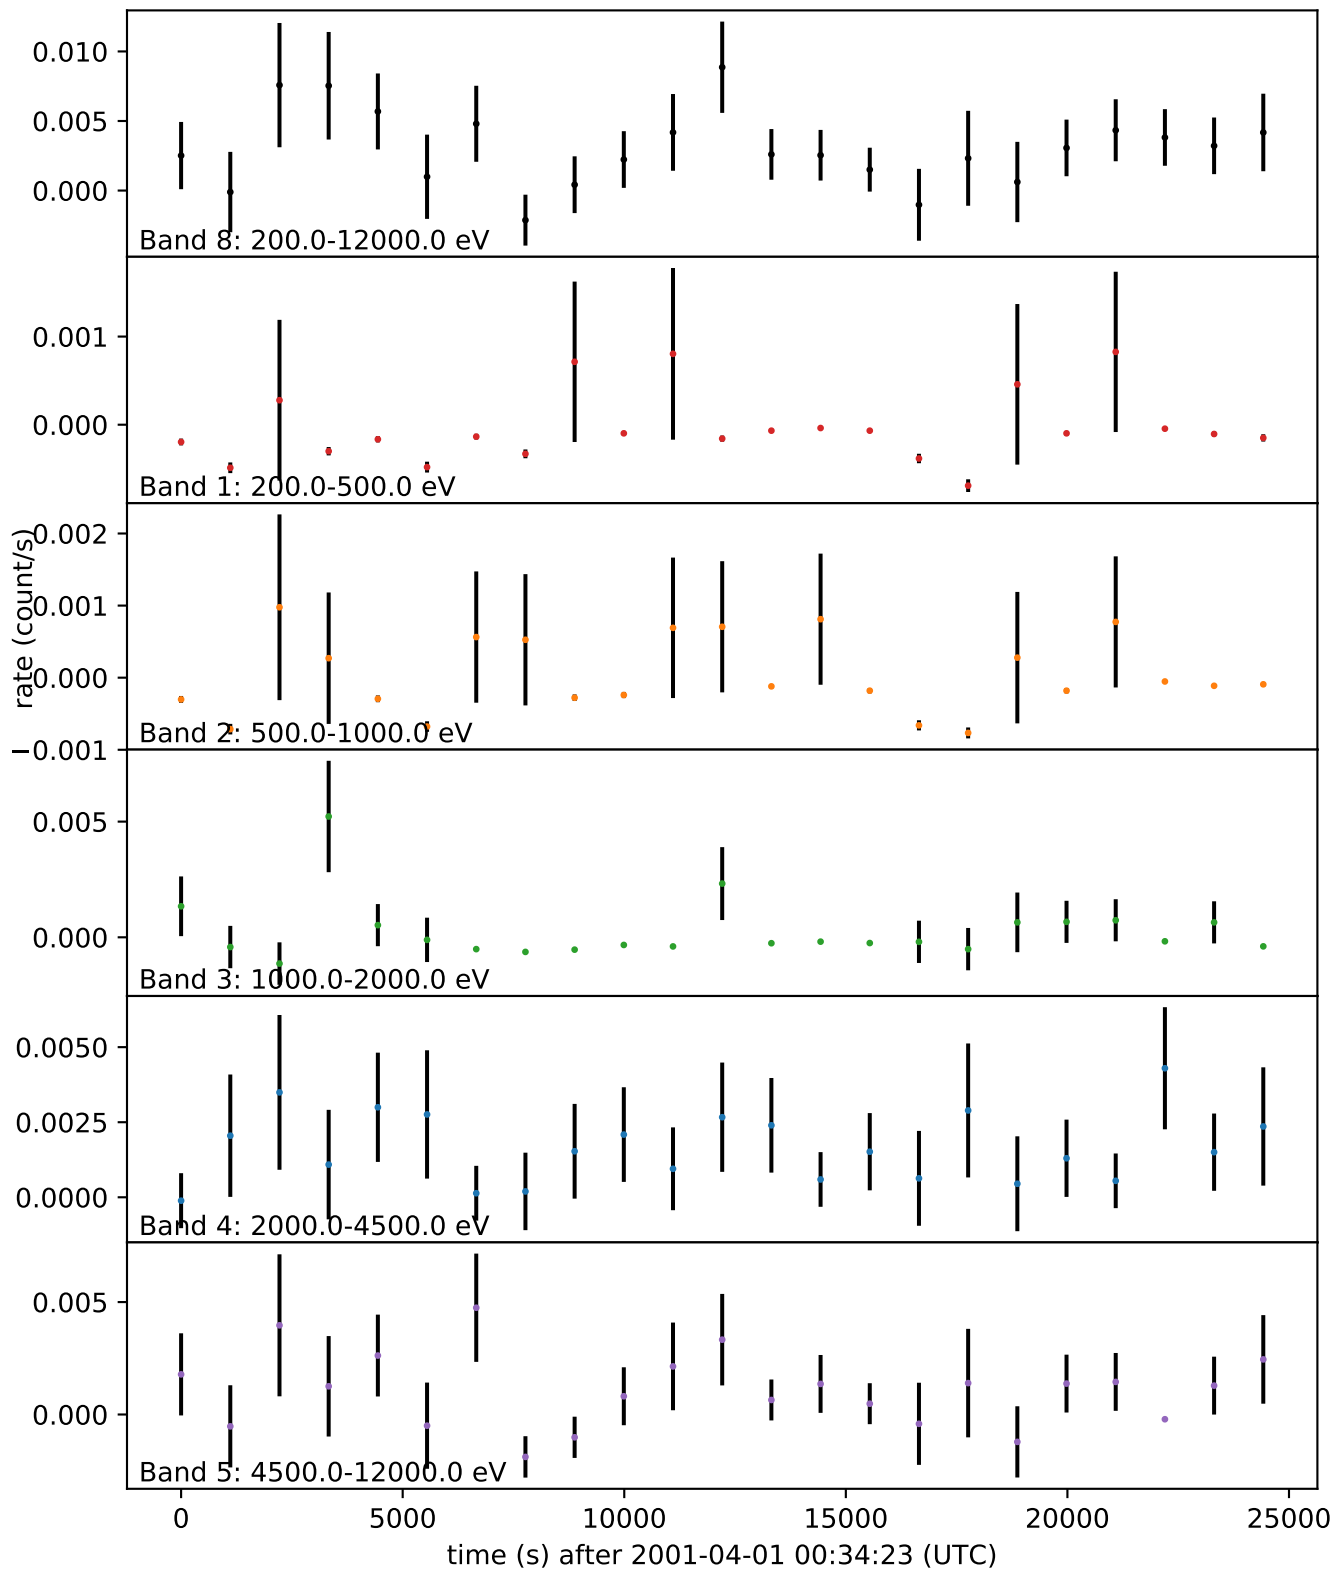 0.010
0.005
0.000
Band 8: 200.0-12000.0 eV
0.001
0.000
Band 1: 200.0-500.0 eV
rate (count/s)
0.002
0.001
0.000
−0.001
Band 2: 500.0-1000.0 eV
0.005
0.000
Band 3: 1000.0-2000.0 eV
0.0050
0.0025
0.0000
Band 4: 2000.0-4500.0 eV
0.005
0.000
Band 5: 4500.0-12000.0 eV
0 5000 10000 15000 20000 25000
time (s) after 2001-04-01 00:34:23 (UTC)